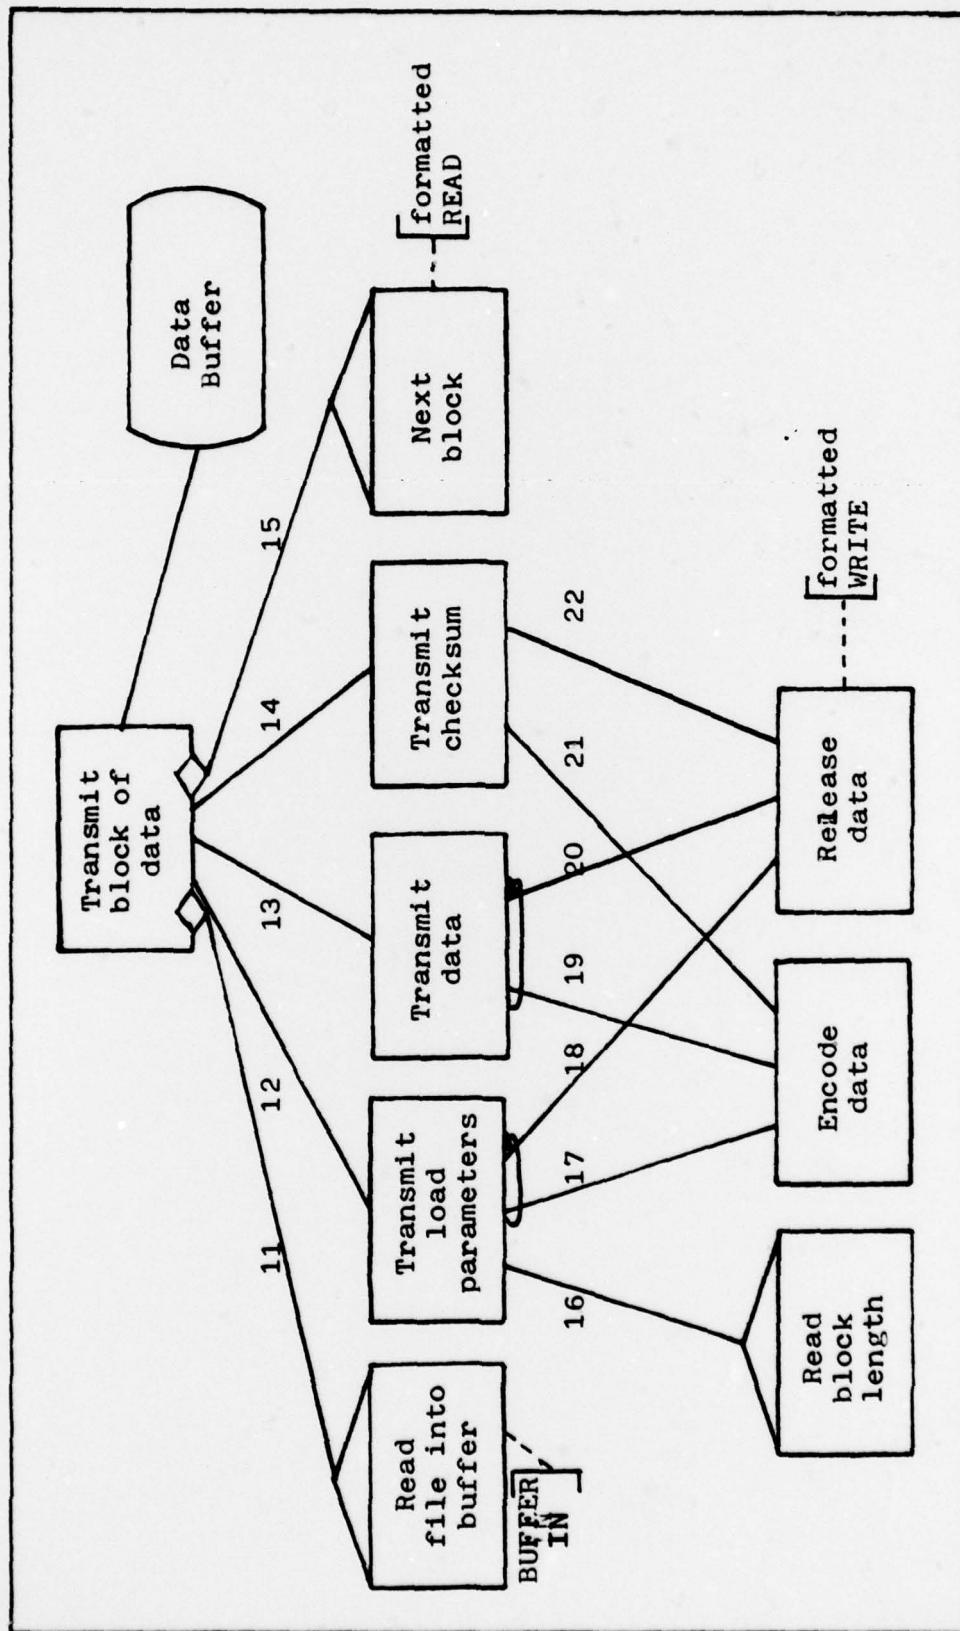 Transmit
block of
data
Data
Buffer
11
12
13
14
15
Read
file into
buffer
BUFFER
IN
Transmit
load
parameters
Transmit
data
Transmit
checksum
Next
block
formatted
READ
16
17
18
19
20
21
22
Read
block
length
Encode
data
Release
data
formatted
WRITE